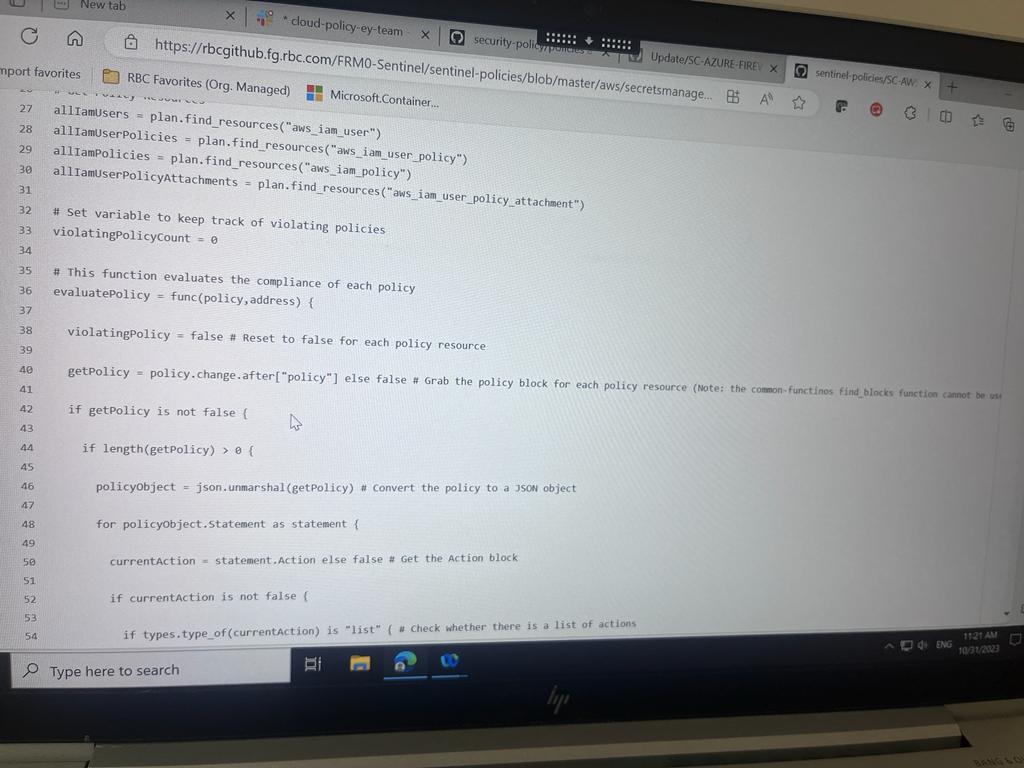 New tab
* cloud-policy-ey-team
security-policy/policies
Update/SC-AZURE-FIREW
sentinel-policies/SC-AW
https://rbcgithub.fg.rbc.com/FRM0-Sentinel/sentinel-policies/blob/master/aws/secretsmanage...
mport favorites
RBC Favorites (Org. Managed)
Microsoft.Container...
27 allIamUsers = plan.find_resources("aws_iam_user")
28 allIamUserPolicies = plan.find_resources("aws_iam_user_policy")
29 allIamPolicies = plan.find_resources("aws_iam_policy")
30 allIamUserPolicyAttachments = plan.find_resources("aws_iam_user_policy_attachment")
31
32 # Set variable to keep track of violating policies
33 violatingPolicyCount = 0
34
35 # This function evaluates the compliance of each policy
36 evaluatePolicy = func(policy,address) {
37
38 violatingPolicy = false # Reset to false for each policy resource
39
40 getPolicy = policy.change.after["policy"] else false # Grab the policy block for each policy resource (Note: the common-functinos find_blocks function cannot be use
41
42 if getPolicy is not false {
43
44 if length(getPolicy) > 0 {
45
46 policyObject = json.unmarshal(getPolicy) # Convert the policy to a JSON object
47
48 for policyObject.Statement as statement {
49
50 currentAction = statement.Action else false # Get the Action block
51
52 if currentAction is not false {
53
54 if types.type_of(currentAction) is "list" { # Check whether there is a list of actions
Type here to search
ENG
11:21 AM
10/31/2023
hp
BANG & O